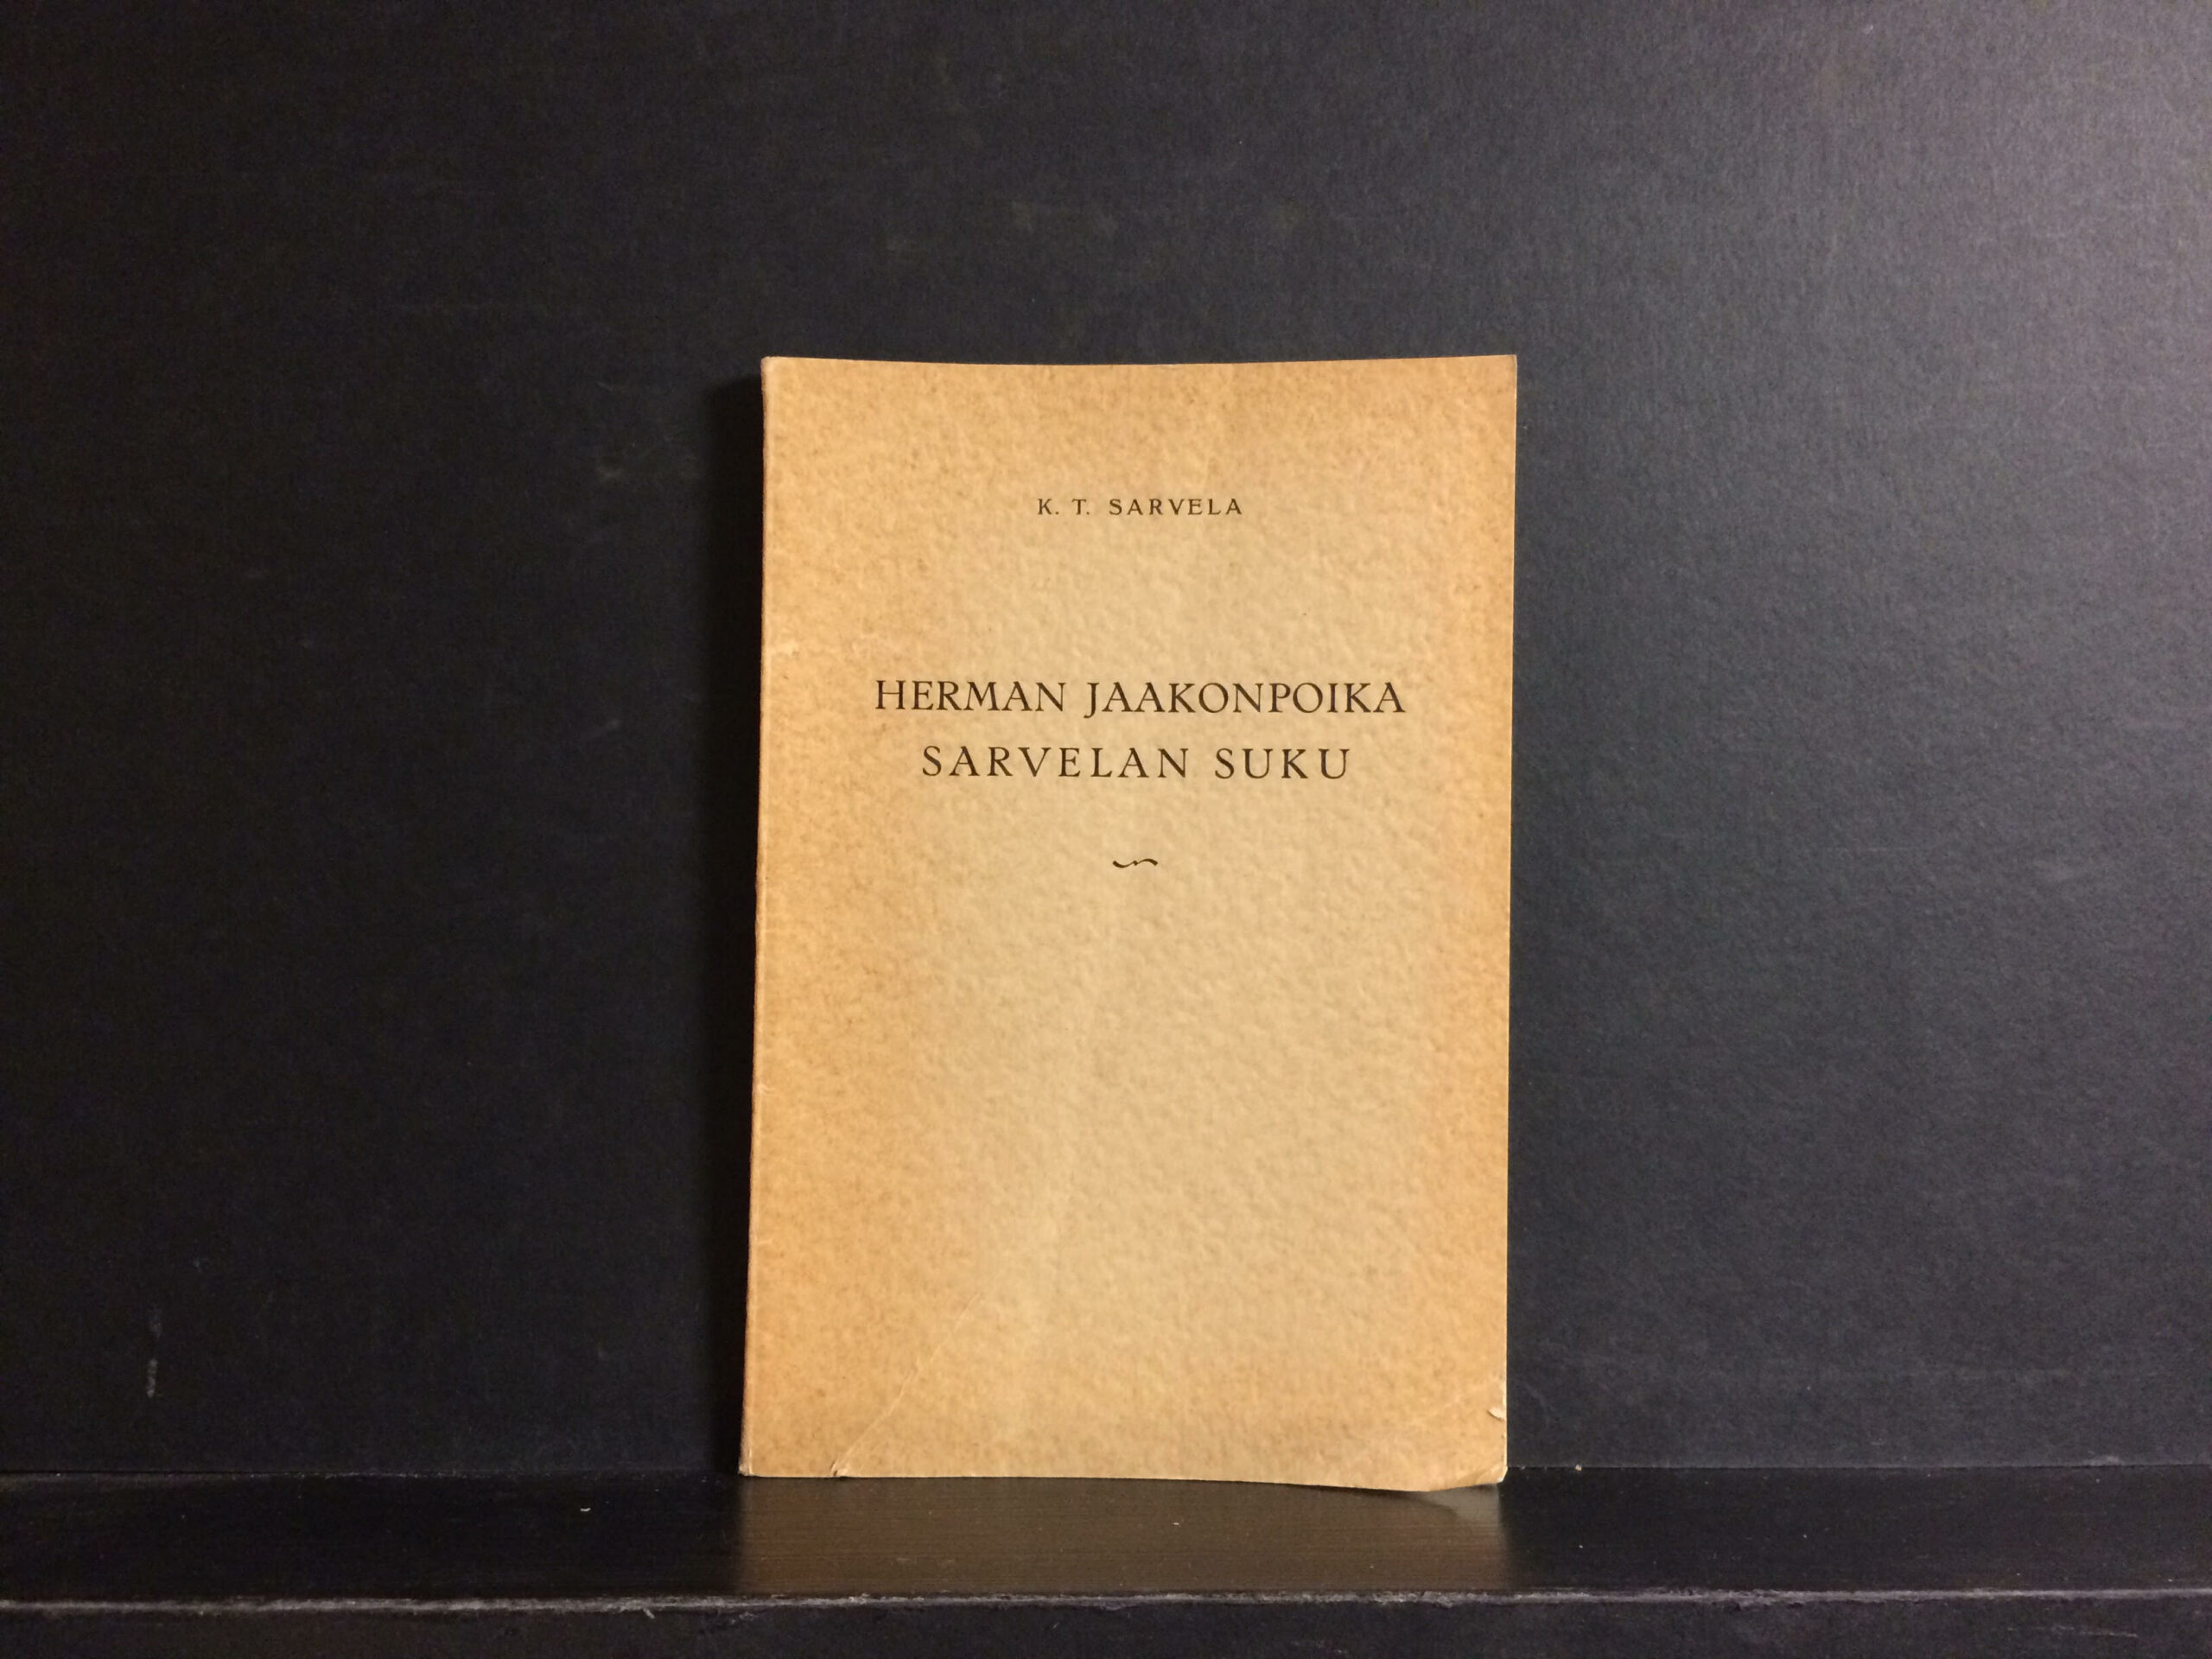 K. T. SARVELA
HERMAN JAAKONPOIKA
SARVELAN SUKU